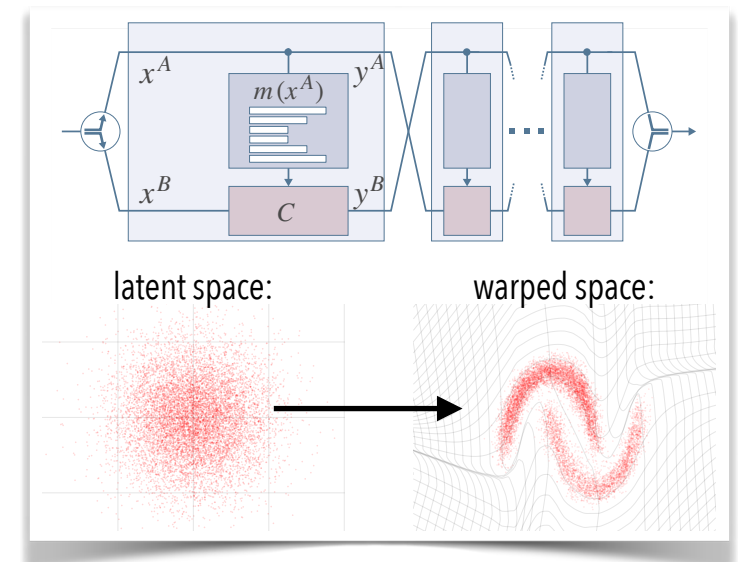 x^A
m(x^A)
y^A
x^B
C
y^B
latent space:
warped space: